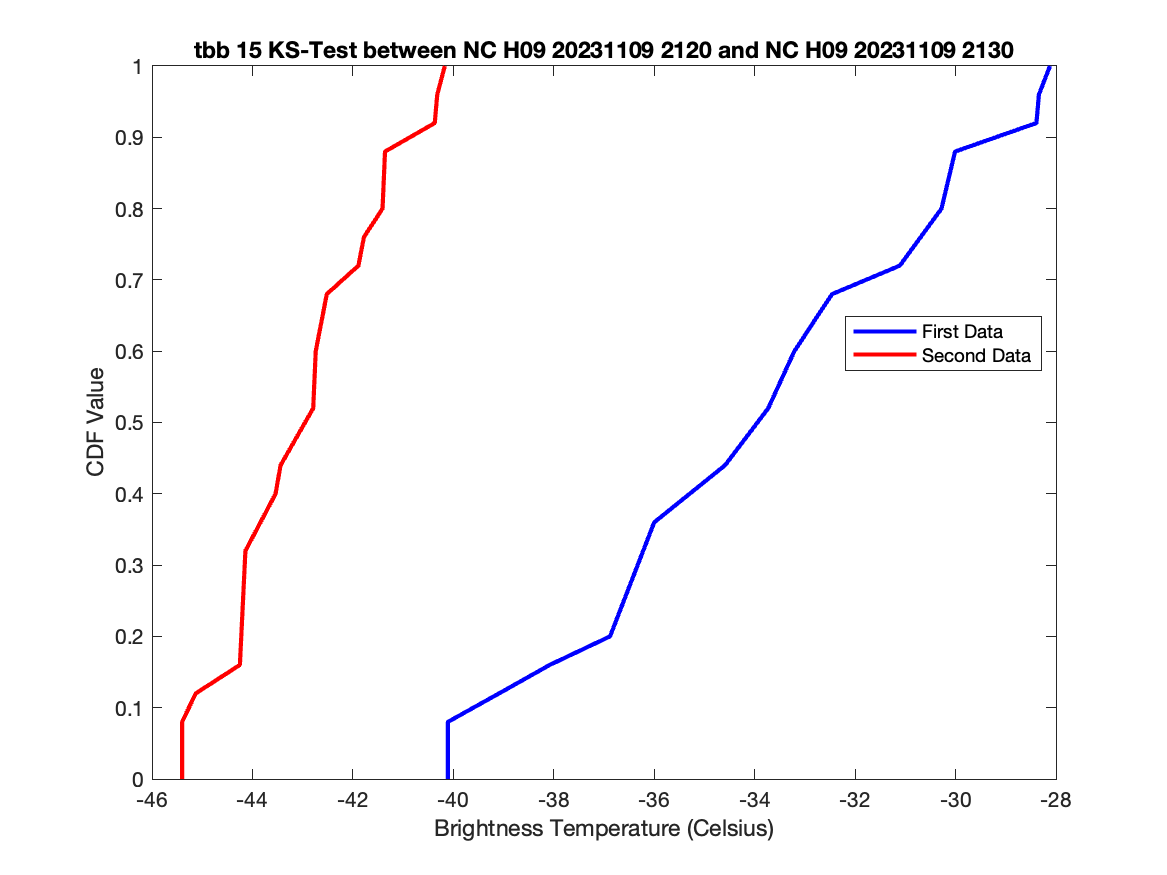 tbb 15 KS-Test between NC H09 20231109 2120 and NC H09 20231109 2130
1
0.9
0.8
0.7
0.6
0.5
0.4
0.3
0.2
0.1
0
CDF Value
First Data
Second Data
-46 -44 -42 -40 -38 -36 -34 -32 -30 -28
Brightness Temperature (Celsius)